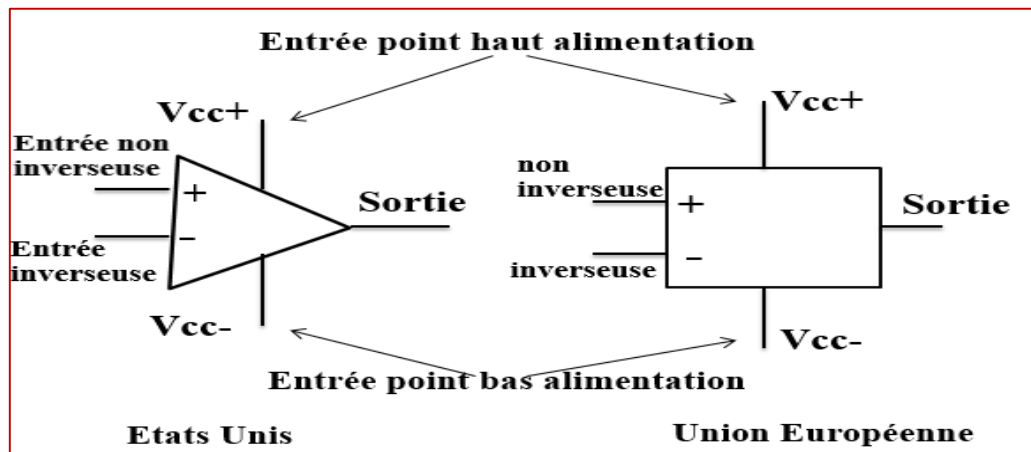 Entrée point haut alimentation
Vcc+
Entrée non
inverseuse
+
-
Entrée
inverseuse
Sortie
Vcc-
Vcc+
non
inverseuse
+
-
inverseuse
Sortie
Vcc-
Entrée point bas alimentation
Etats Unis
Union Européenne